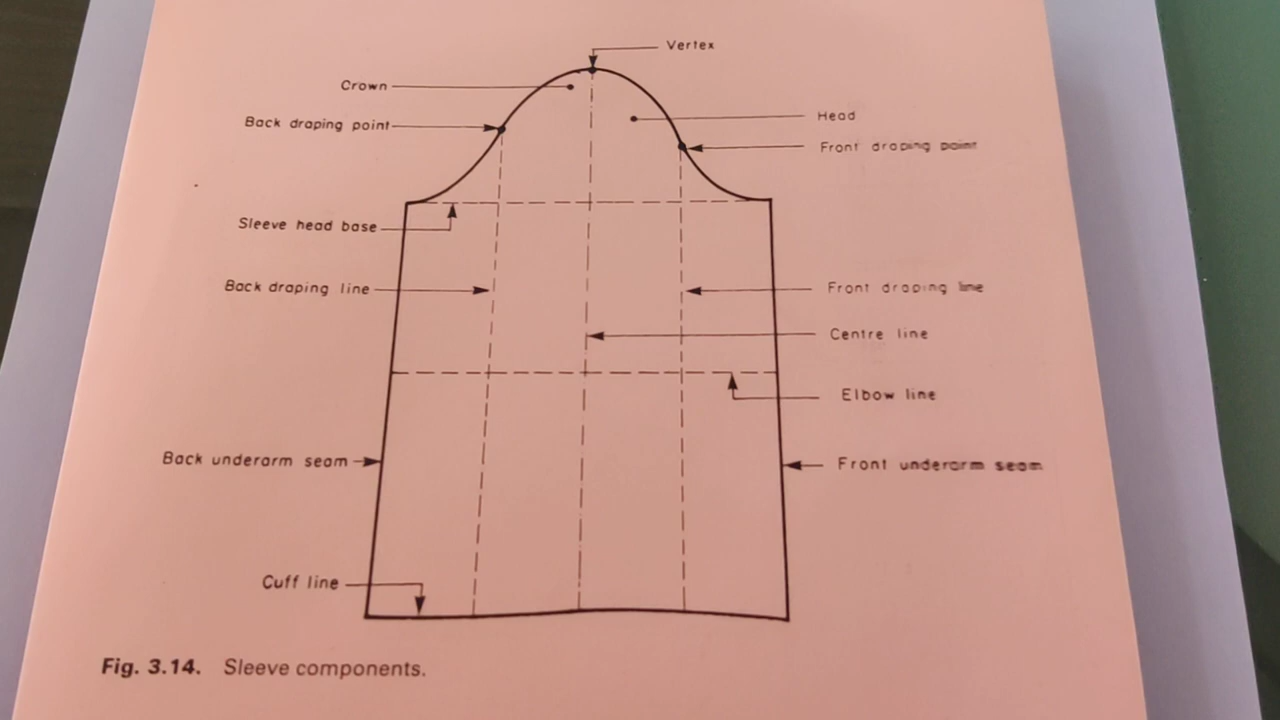 Vertex
Crown
Head
Back draping point
Front draping point
Sleeve head base
Back draping line
Front draping line
Centre line
Elbow line
Back underarm seam
Front underarm seam
Cuff line
Fig. 3.14. Sleeve components.